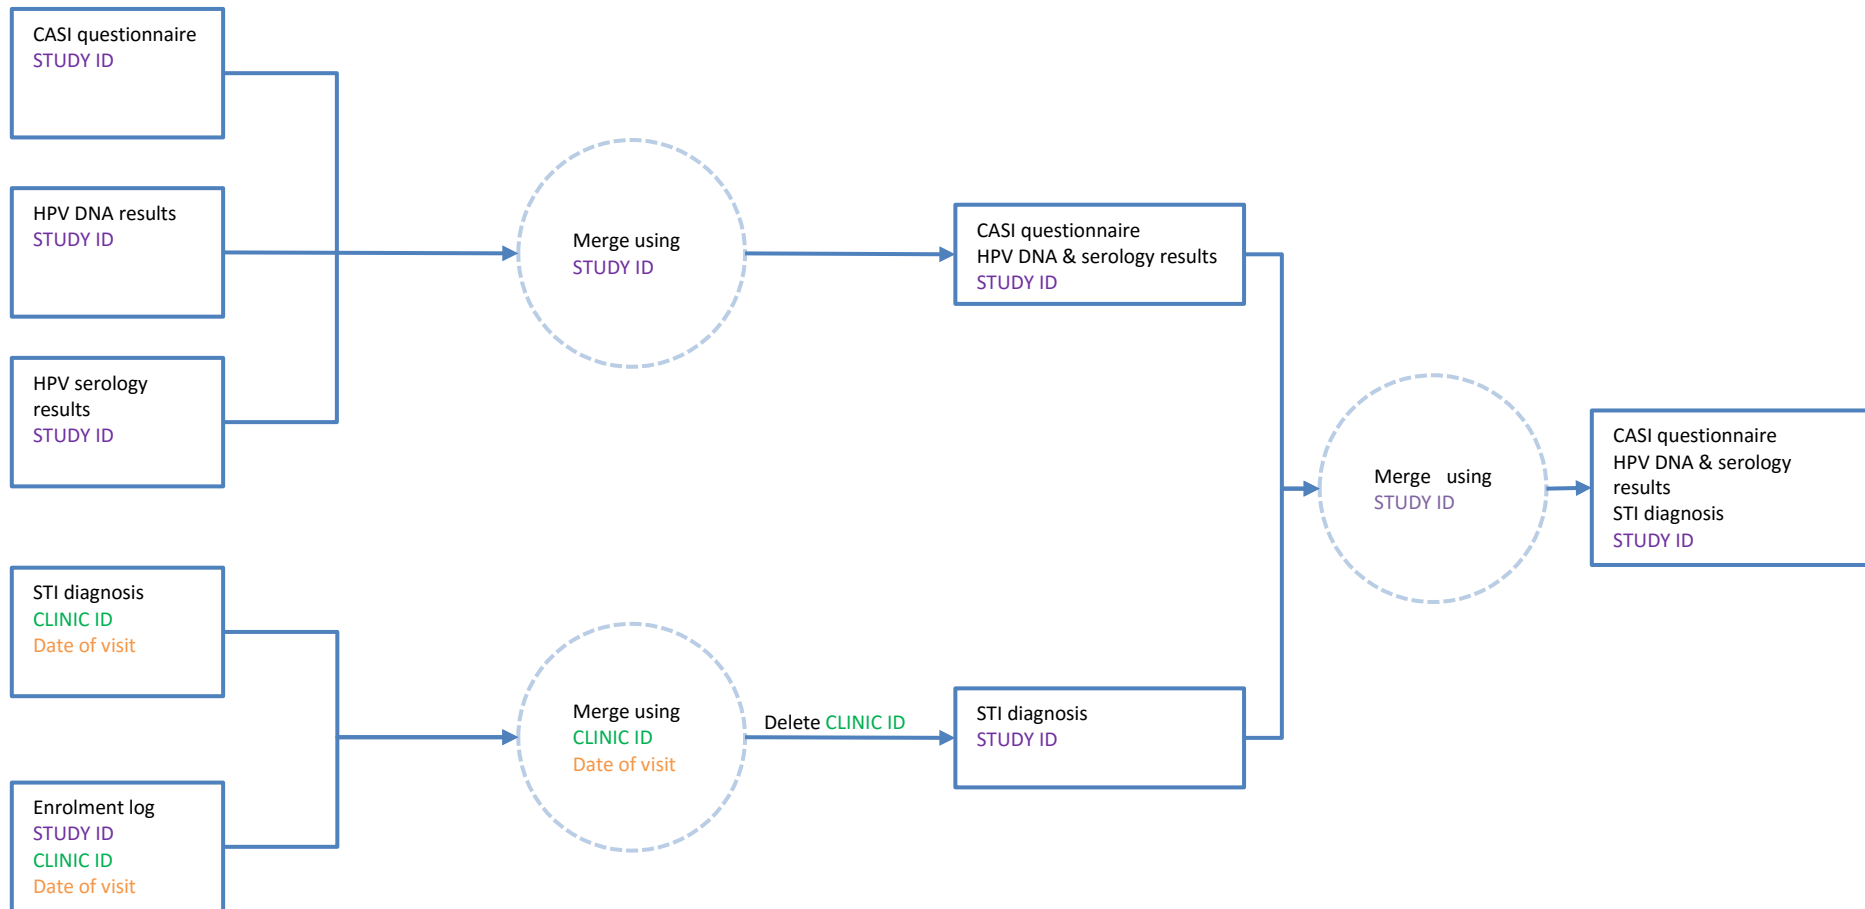 CASI questionnaire
STUDY ID
HPV DNA results
STUDY ID
HPV serology
results
STUDY ID
STI diagnosis
CLINIC ID
Date of visit
Enrolment log
STUDY ID
CLINIC ID
Date of visit
Merge using
STUDY ID
Merge using
CLINIC ID
Date of visit
Delete CLINIC ID
CASI questionnaire
HPV DNA & serology results
STUDY ID
STI diagnosis
STUDY ID
Merge using
STUDY ID
CASI questionnaire
HPV DNA & serology
results
STI diagnosis
STUDY ID